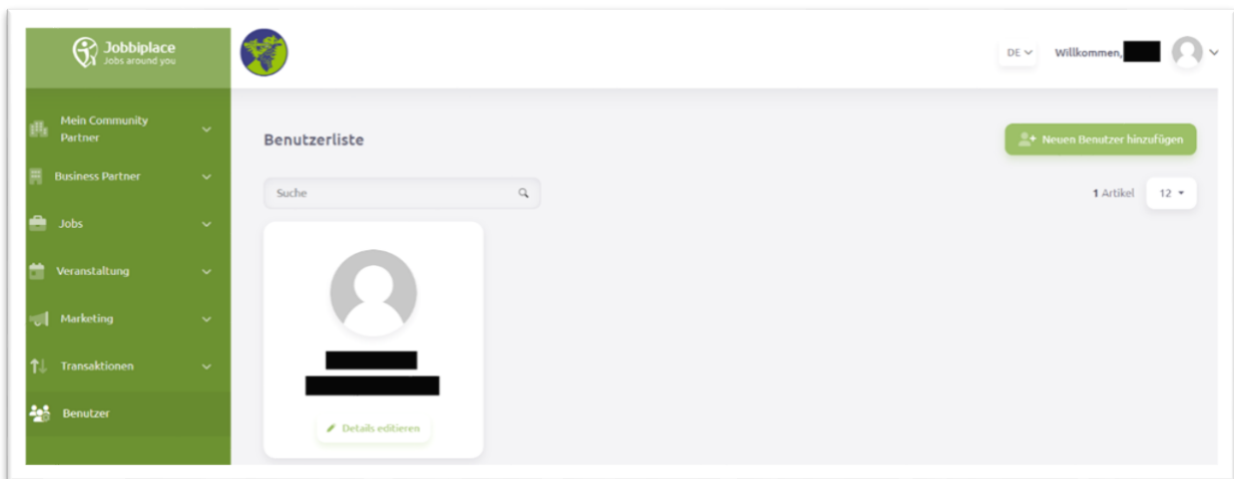 Jobbiplace
Jobs around you
DE
Willkommen,
Mein Community
Partner
Business Partner
Jobs
Veranstaltung
Marketing
Transaktionen
Benutzer
Benutzerliste
Neuen Benutzer hinzufügen
Suche
1 Artikel
12
Details editieren